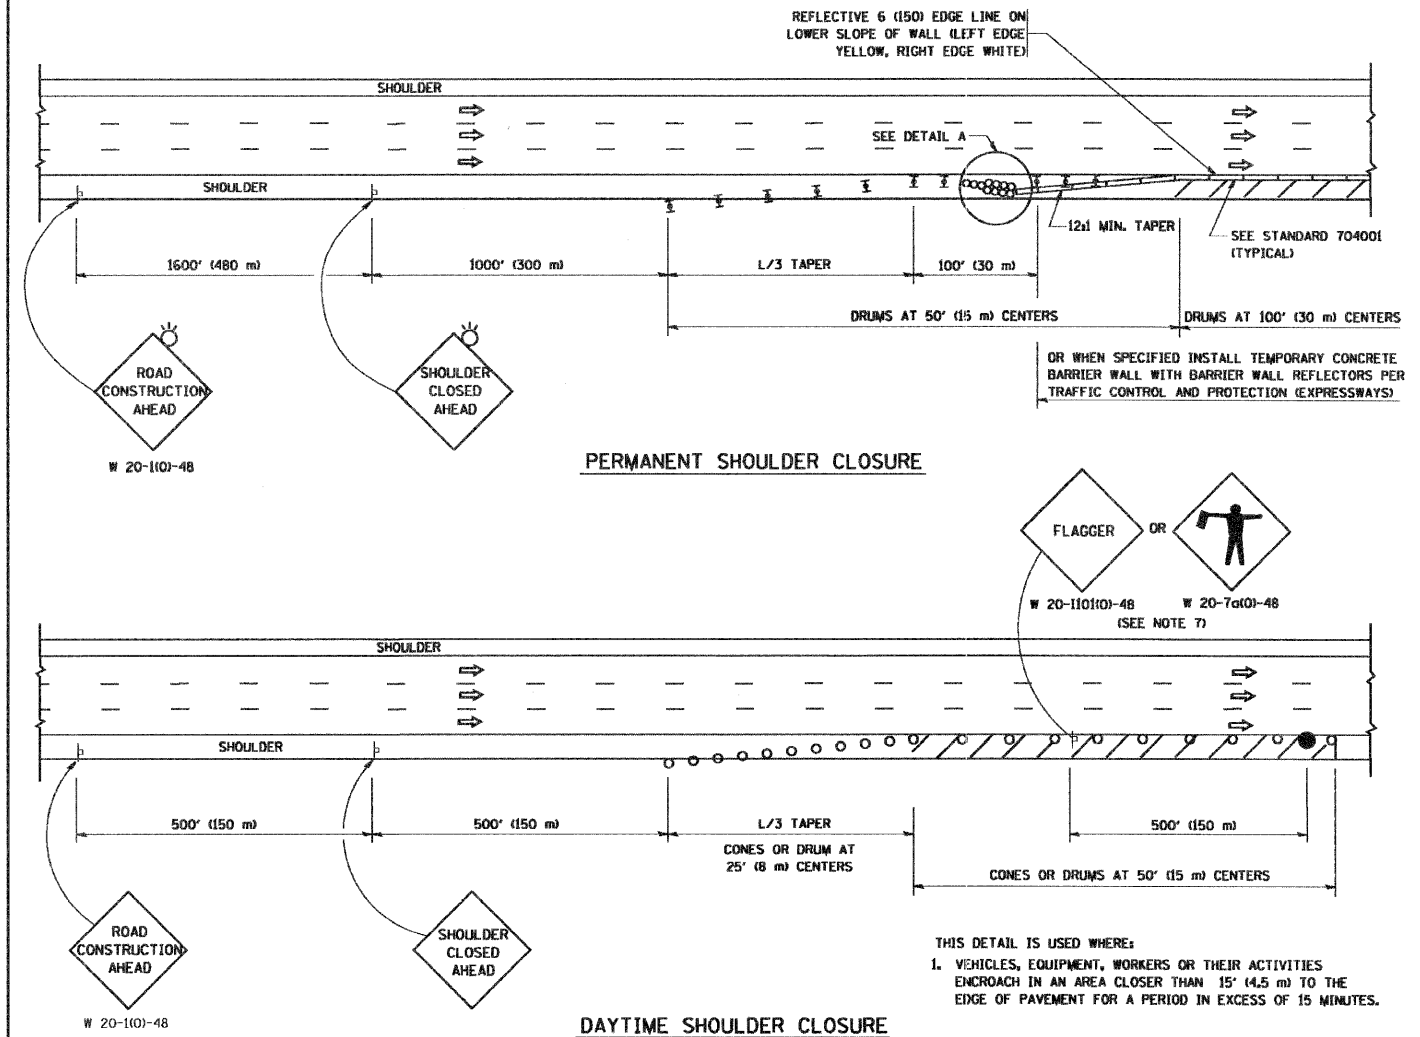 REFLECTIVE 6 (150) EDGE LINE ON
LOWER SLOPE OF WALL (LEFT EDGE
YELLOW, RIGHT EDGE WHITE)
SHOULDER
SEE DETAIL A
SHOULDER
12:1 MIN. TAPER
SEE STANDARD 704001
(TYPICAL)
1600' (480 m)
1000' (300 m)
L/3 TAPER
100' (30 m)
DRUMS AT 50' (15 m) CENTERS
DRUMS AT 100' (30 m) CENTERS
OR WHEN SPECIFIED INSTALL TEMPORARY CONCRETE
BARRIER WALL WITH BARRIER WALL REFLECTORS PER
TRAFFIC CONTROL AND PROTECTION (EXPRESSWAYS)
ROAD
CONSTRUCTION
AHEAD
W 20-1(O)-48
SHOULDER
CLOSED
AHEAD
PERMANENT SHOULDER CLOSURE
FLAGGER
OR
W 20-I101(O)-48
W 20-7a(O)-48
(SEE NOTE 7)
SHOULDER
SHOULDER
500' (150 m)
500' (150 m)
L/3 TAPER
CONES OR DRUM AT
25' (8 m) CENTERS
500' (150 m)
CONES OR DRUMS AT 50' (15 m) CENTERS
ROAD
CONSTRUCTION
AHEAD
W 20-1(O)-48
SHOULDER
CLOSED
AHEAD
THIS DETAIL IS USED WHERE:
1. VEHICLES, EQUIPMENT, WORKERS OR THEIR ACTIVITIES
ENCROACH IN AN AREA CLOSER THAN 15' (4.5 m) TO THE
EDGE OF PAVEMENT FOR A PERIOD IN EXCESS OF 15 MINUTES.
DAYTIME SHOULDER CLOSURE